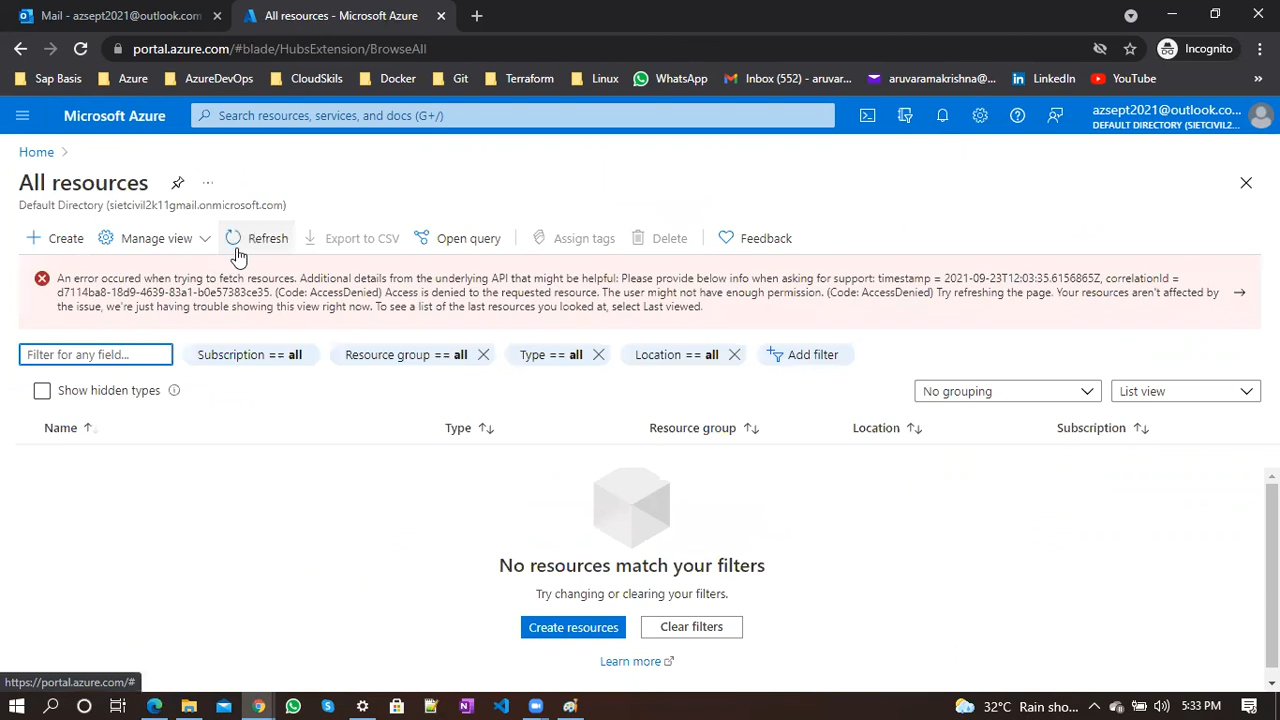 Mail - azsept2021@outlook.com
All resources - Microsoft Azure
portal.azure.com/#blade/HubsExtension/BrowseAll
Incognito
Sap Basis
Azure
AzureDevOps
CloudSkils
Docker
Git
Terraform
Linux
WhatsApp
Inbox (552) - aruvar...
aruvaramakrishna@...
LinkedIn
YouTube
»
Microsoft Azure
Search resources, services, and docs (G+/)
azsept2021@outlook.co...
DEFAULT DIRECTORY (SIETCIVIL2...
Home >
All resources
...
Default Directory (sietcivil2k11gmail.onmicrosoft.com)
Create
Manage view
Refresh
Export to CSV
Open query
Assign tags
Delete
Feedback
An error occured when trying to fetch resources. Additional details from the underlying API that might be helpful: Please provide below info when asking for support: timestamp = 2021-09-23T12:03:35.6156865Z, correlationId =
d7114ba8-18d9-4639-83a1-b0e57383ce35. (Code: AccessDenied) Access is denied to the requested resource. The user might not have enough permission. (Code: AccessDenied) Try refreshing the page. Your resources aren't affected by
the issue, we're just having trouble showing this view right now. To see a list of the last resources you looked at, select Last viewed.
Filter for any field...
Subscription == all
Resource group == all
Type == all
Location == all
Add filter
Show hidden types
No grouping
List view
Name
Type
Resource group
Location
Subscription
No resources match your filters
Try changing or clearing your filters.
Create resources
Clear filters
Learn more
https://portal.azure.com/#
32°C Rain sho...
5:33 PM